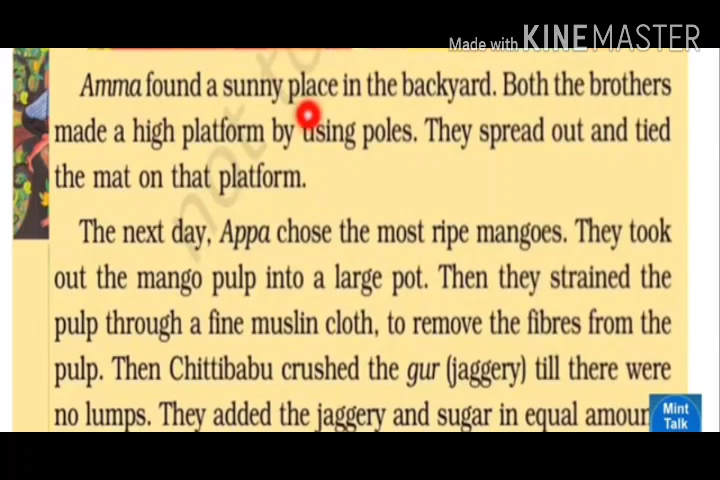 Made with KINEMASTER
Amma found a sunny place in the backyard. Both the brothers
made a high platform by using poles. They spread out and tied
the mat on that platform.
The next day, Appa chose the most ripe mangoes. They took
out the mango pulp into a large pot. Then they strained the
pulp through a fine muslin cloth, to remove the fibres from the
pulp. Then Chittibabu crushed the gur (jaggery) till there were
no lumps. They added the jaggery and sugar in equal amoun
Mint
Talk
not to